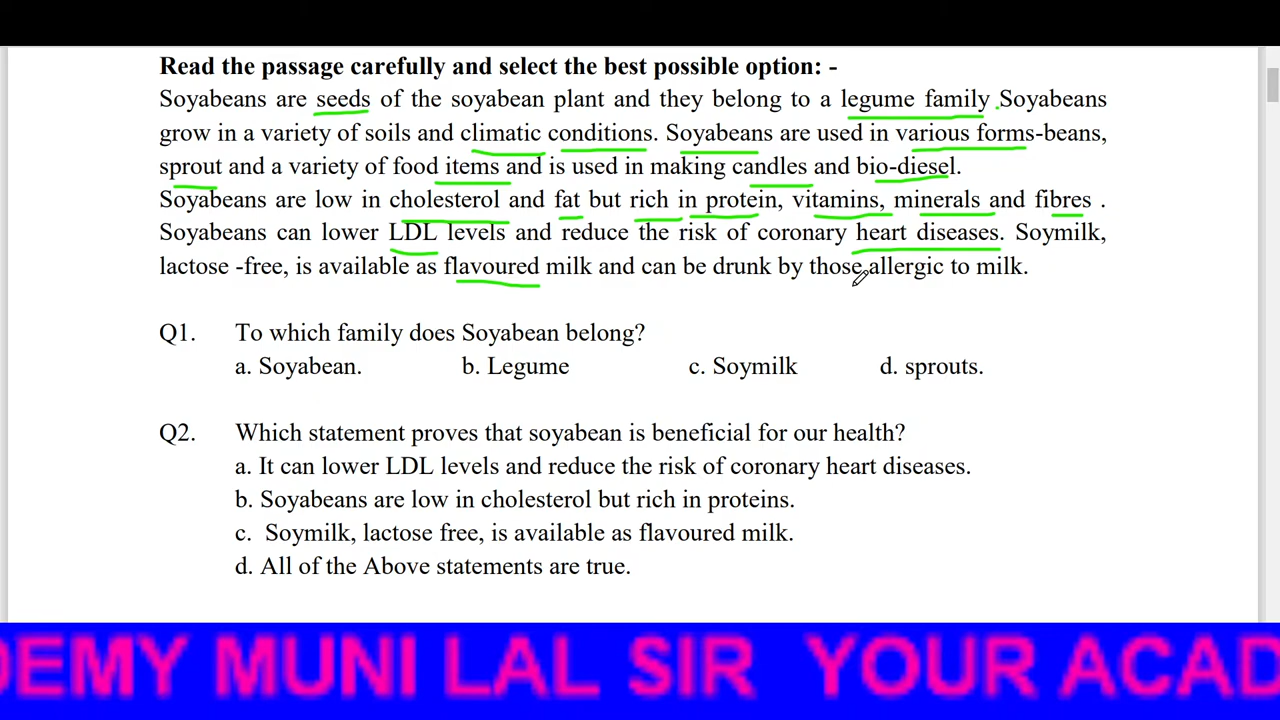 Read the passage carefully and select the best possible option: -
Soyabeans are seeds of the soyabean plant and they belong to a legume family .Soyabeans
grow in a variety of soils and climatic conditions. Soyabeans are used in various forms-beans,
sprout and a variety of food items and is used in making candles and bio-diesel.
Soyabeans are low in cholesterol and fat but rich in protein, vitamins, minerals and fibres .
Soyabeans can lower LDL levels and reduce the risk of coronary heart diseases. Soymilk,
lactose -free, is available as flavoured milk and can be drunk by those allergic to milk.
Q1. To which family does Soyabean belong?
a. Soyabean. b. Legume c. Soymilk d. sprouts.
Q2. Which statement proves that soyabean is beneficial for our health?
a. It can lower LDL levels and reduce the risk of coronary heart diseases.
b. Soyabeans are low in cholesterol but rich in proteins.
c. Soymilk, lactose free, is available as flavoured milk.
d. All of the Above statements are true.
DEMY MUNI LAL SIR YOUR ACAD